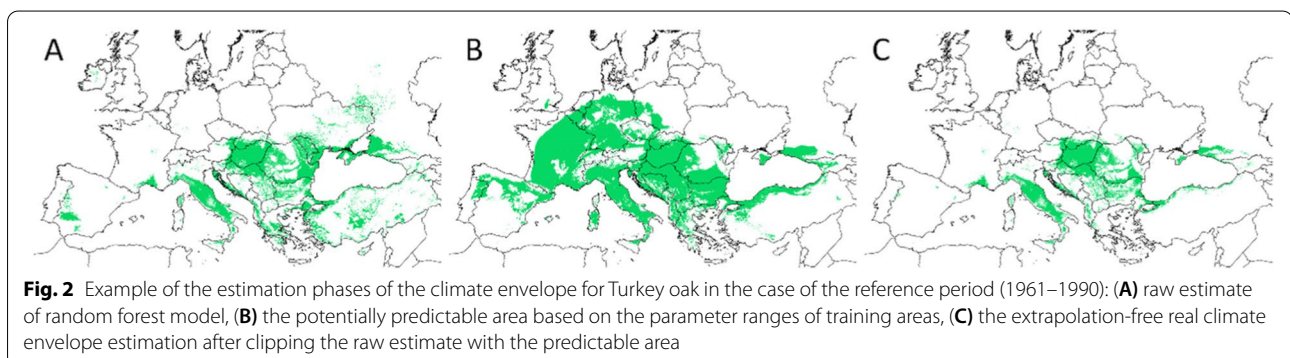 A
B
C
Fig. 2 Example of the estimation phases of the climate envelope for Turkey oak in the case of the reference period (1961–1990): (A) raw estimate
of random forest model, (B) the potentially predictable area based on the parameter ranges of training areas, (C) the extrapolation-free real climate
envelope estimation after clipping the raw estimate with the predictable area